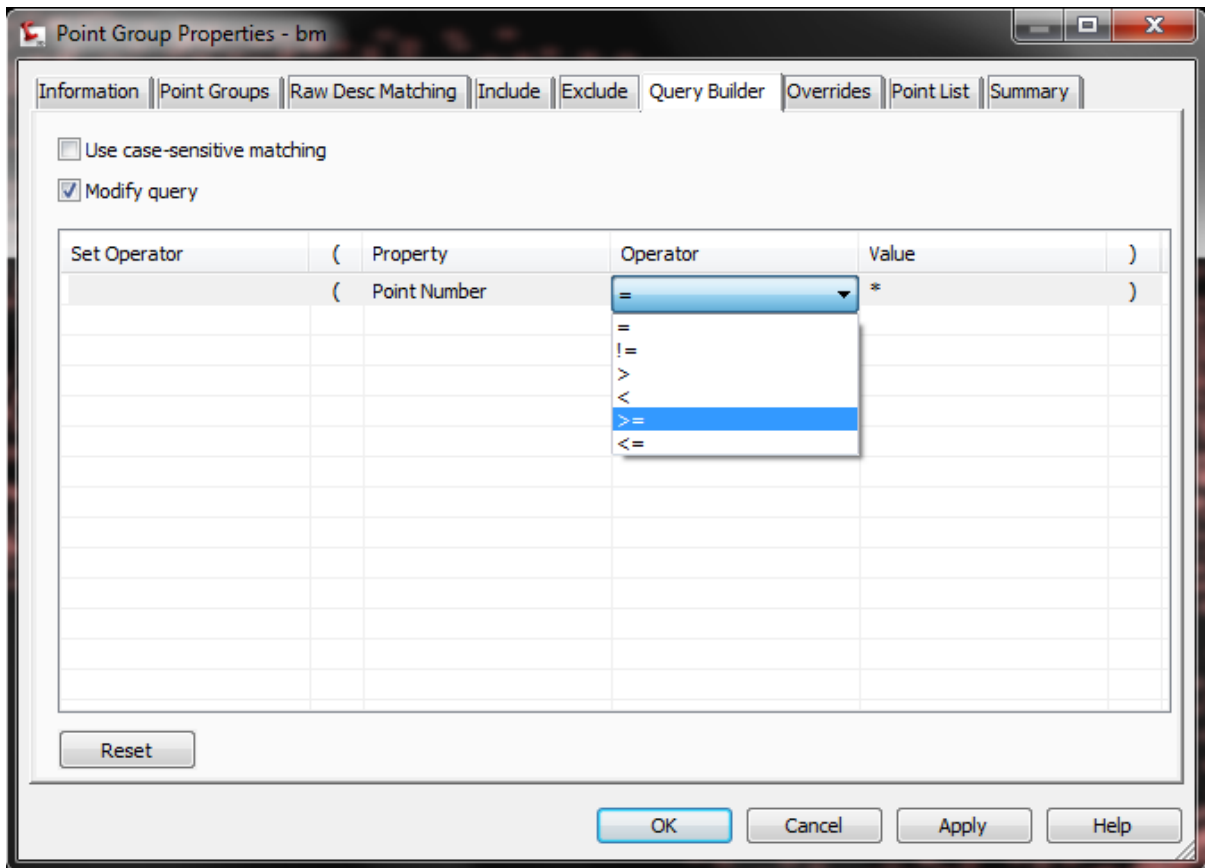 Point Group Properties - bm
Information Point Groups Raw Desc Matching Include Exclude Query Builder Overrides Point List Summary
Use case-sensitive matching
Modify query
Set Operator ( Property Operator Value )
( Point Number = * )
=
!=
>
<
>=
<=
Reset
OK Cancel Apply Help